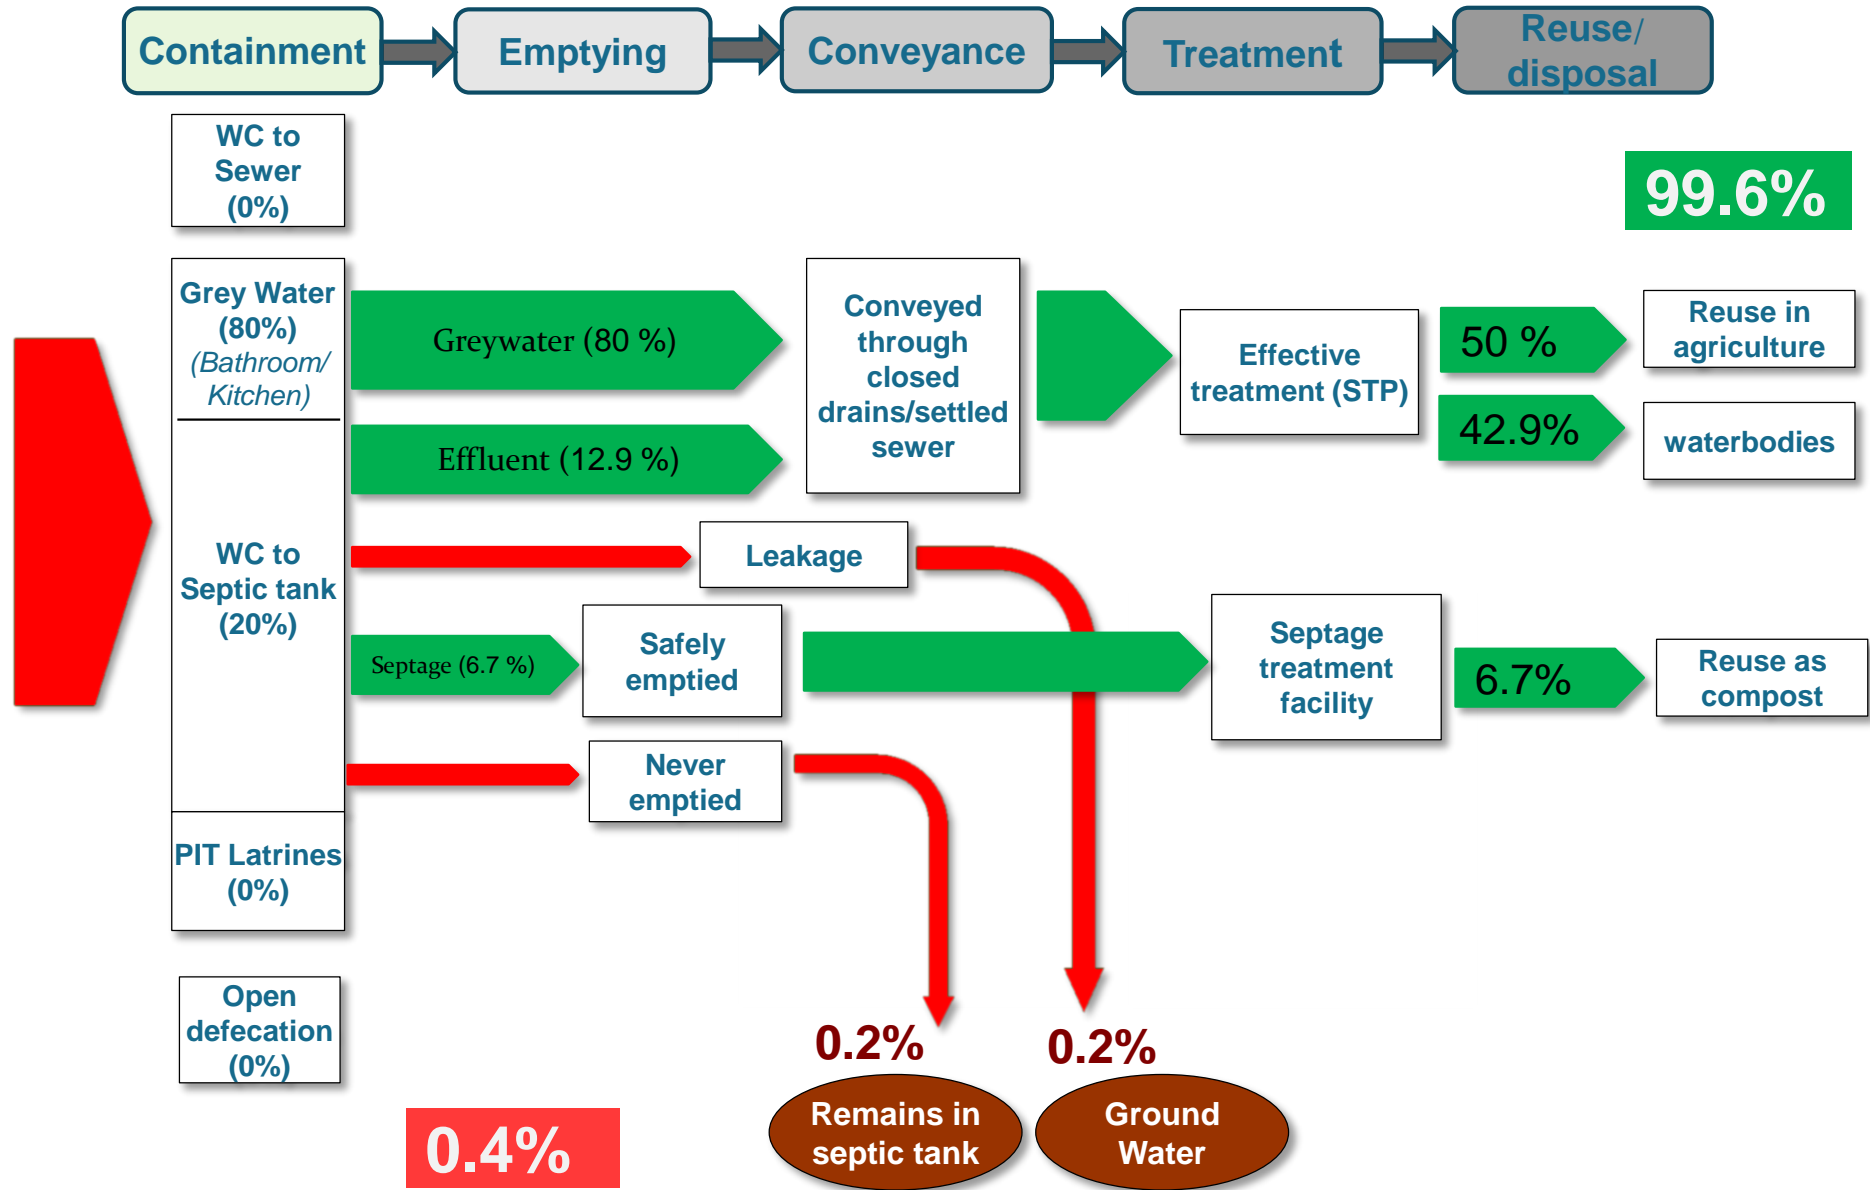 Containment
Emptying
Conveyance
Treatment
Reuse/
disposal
WC to
Sewer
(0%)
99.6%
Grey Water
(80%)
(Bathroom/
Kitchen)
Greywater (80 %)
Conveyed
through
closed
drains/settled
sewer
Effective
treatment (STP)
50 %
Reuse in
agriculture
42.9%
waterbodies
Effluent (12.9 %)
WC to
Septic tank
(20%)
Leakage
Septage (6.7 %)
Safely
emptied
Septage
treatment
facility
6.7%
Reuse as
compost
Never
emptied
PIT Latrines
(0%)
Open
defecation
(0%)
0.2%
0.2%
Remains in
septic tank
Ground
Water
0.4%